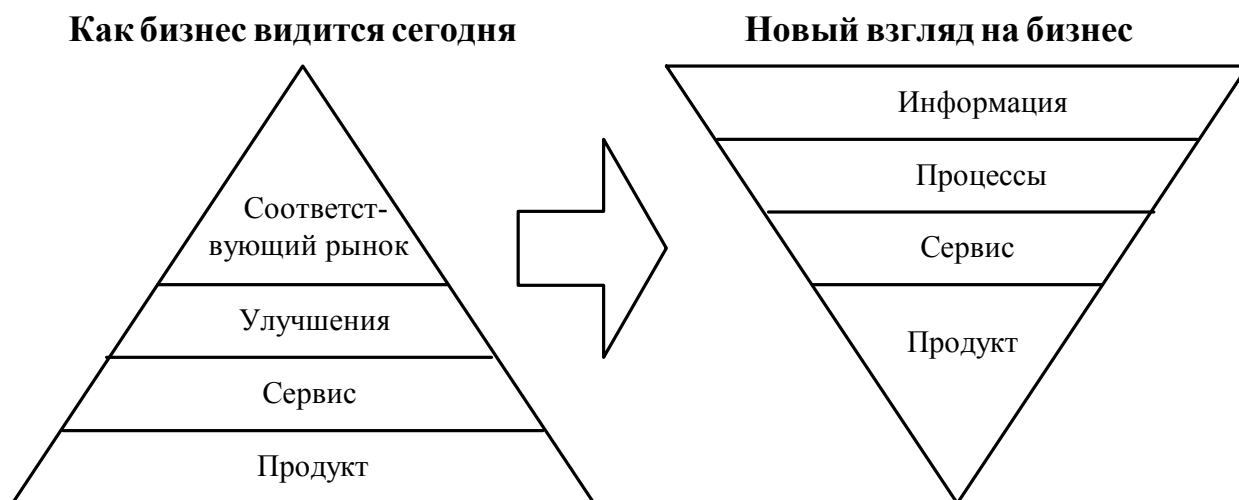 Как бизнес видится сегодня
Соответст-
вующий рынок
Улучшения
Сервис
Продукт
Новый взгляд на бизнес
Информация
Процессы
Сервис
Продукт